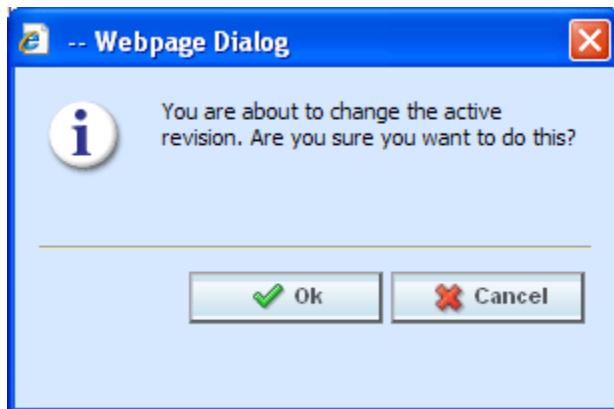 -- Webpage Dialog
You are about to change the active
revision. Are you sure you want to do this?
Ok
Cancel